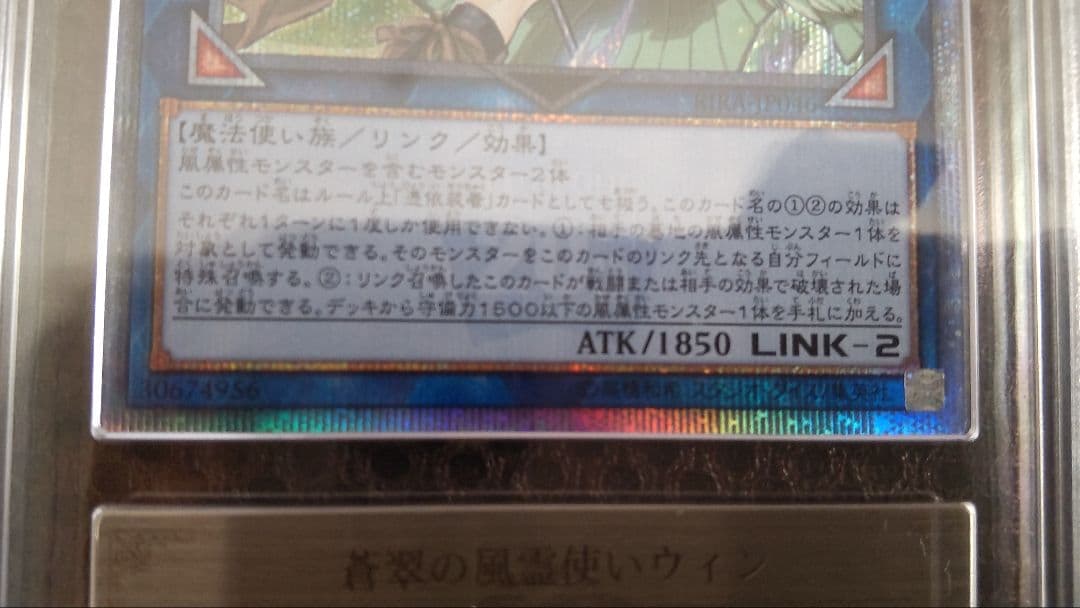 RIRA-JP046
【魔法使い族／リンク／効果】
風属性モンスターを含むモンスター2体
このカード名はルール上「憑依装着」カードとしても扱う。このカード名の①②の効果は
それぞれ1ターンに1度しか使用できない。①：相手の墓地の風属性モンスター1体を
対象として発動できる。そのモンスターをこのカードのリンク先となる自分フィールドに
特殊召喚する。②：リンク召喚したこのカードが戦闘または相手の効果で破壊された場
合に発動できる。デッキから守備力1500以下の風属性モンスター1体を手札に加える。
ATK/1850 LINK-2
30674956
スタジオ・ダイス/集英社
蒼翠の風霊使いウィン